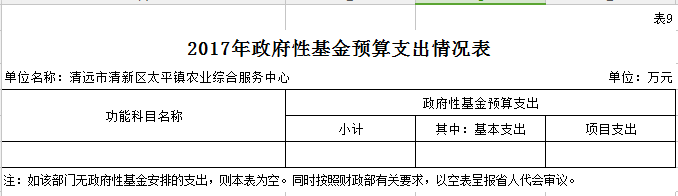 表9
2017年政府性基金预算支出情况表
单位名称：清远市清新区太平镇农业综合服务中心 单位：万元
功能科目名称 政府性基金预算支出
小计 其中：基本支出 项目支出
注：如该部门无政府性基金安排的支出，则本表为空。同时按照财政部有关要求，以空表呈报省人代会审议。